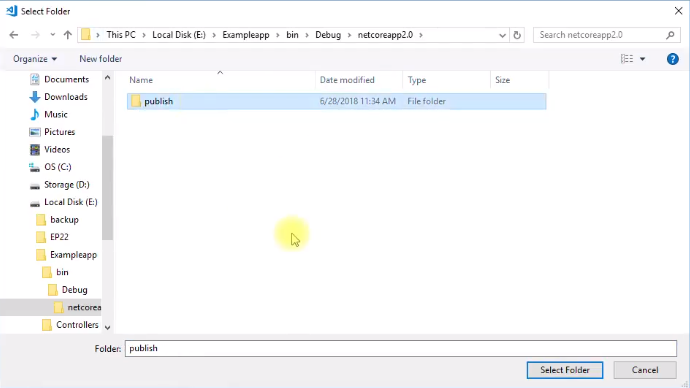 Select Folder
This PC > Local Disk (E:) > Exampleapp > bin > Debug > netcoreapp2.0 >
Search netcoreapp2.0
Organize
New folder
Name
Date modified
Type
Size
publish
6/28/2018 11:34 AM
File folder
Documents
Downloads
Music
Pictures
Videos
OS (C:)
Storage (D:)
Local Disk (E:)
backup
EP22
Exampleapp
bin
Debug
netcorea
Controllers
Folder: publish
Select Folder
Cancel